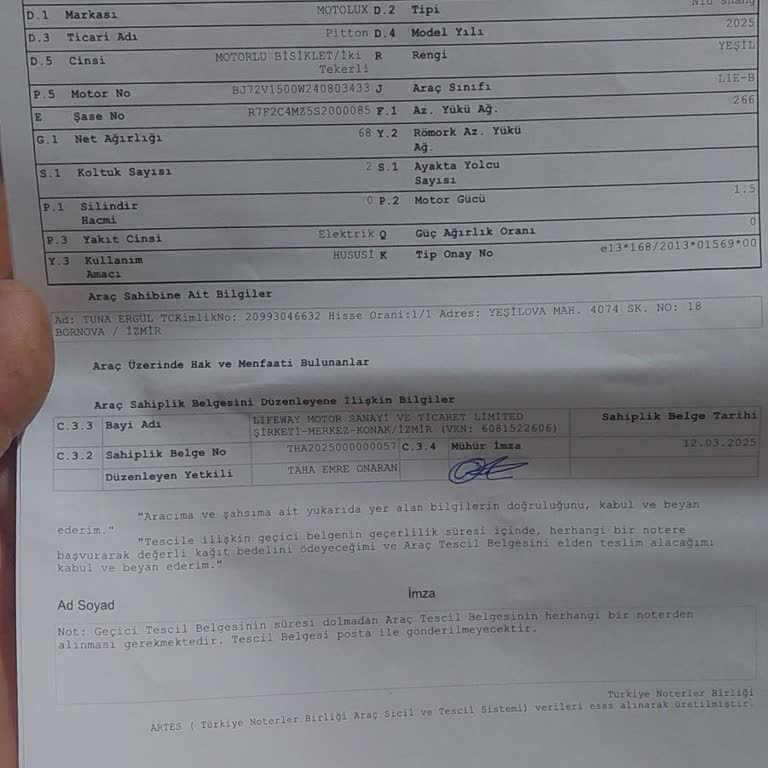 D.1 Markası MOTOLUX D.2 Tipi
2025
D.3 Ticari Adı Pitton D.4 Model Yılı
YEŞİL
D.5 Cinsi MOTORLU BİSİKLET/İki R Rengi
Tekerli
L1E-B
P.5 Motor No BJ72V1500W240803433 J Araç Sınıfı
266
E Şase No R7F2C4MZ5S2000085 F.1 Az. Yükü Ağ.
G.1 Net Ağırlığı 68 Y.2 Römork Az. Yükü
Ağ.
S.1 Koltuk Sayısı 2 S.1 Ayakta Yolcu
Sayısı
1.5
P.1 Silindir 0 P.2 Motor Gücü
Hacmi
0
P.3 Yakıt Cinsi Elektrik Q Güç Ağırlık Oranı
Y.3 Kullanım HUSUSİ K Tip Onay No e13*168/2013*01569*00
Amacı
Araç Sahibine Ait Bilgiler
Ad: TUNA ERGÜL TCKimlikNo: 20993046632 Hisse Oranı:1/1 Adres: YEŞİLOVA MAH. 4074 SK. NO: 18
BORNOVA / İZMİR
Araç Üzerinde Hak ve Menfaati Bulunanlar
Araç Sahiplik Belgesini Düzenleyene İlişkin Bilgiler
C.3.3 Bayi Adı LIFEWAY MOTOR SANAYİ VE TİCARET LIMITED Sahiplik Belge Tarihi
ŞİRKETİ-MERKEZ-KONAK/İZMİR (VKN: 6081522606)
C.3.2 Sahiplik Belge No THA2025000000057 C.3.4 Mühür İmza 12.03.2025
Düzenleyen Yetkili TAHA EMRE ONARAN
"Aracıma ve şahsıma ait yukarıda yer alan bilgilerin doğruluğunu, kabul ve beyan
ederim."
"Tescile ilişkin geçici belgenin geçerlilik süresi içinde, herhangi bir notere
başvurarak değerli kağıt bedelini ödeyeceğimi ve Araç Tescil Belgesini elden teslim alacağımı
kabul ve beyan ederim."
Ad Soyad İmza
Not: Geçici Tescil Belgesinin süresi dolmadan Araç Tescil Belgesinin herhangi bir noterden
alınması gerekmektedir. Tescil Belgesi posta ile gönderilmeyecektir.
Türkiye Noterler Birliği
ARTES ( Türkiye Noterler Birliği Araç Sicil ve Tescil Sistemi) verileri esas alınarak üretilmiştir.